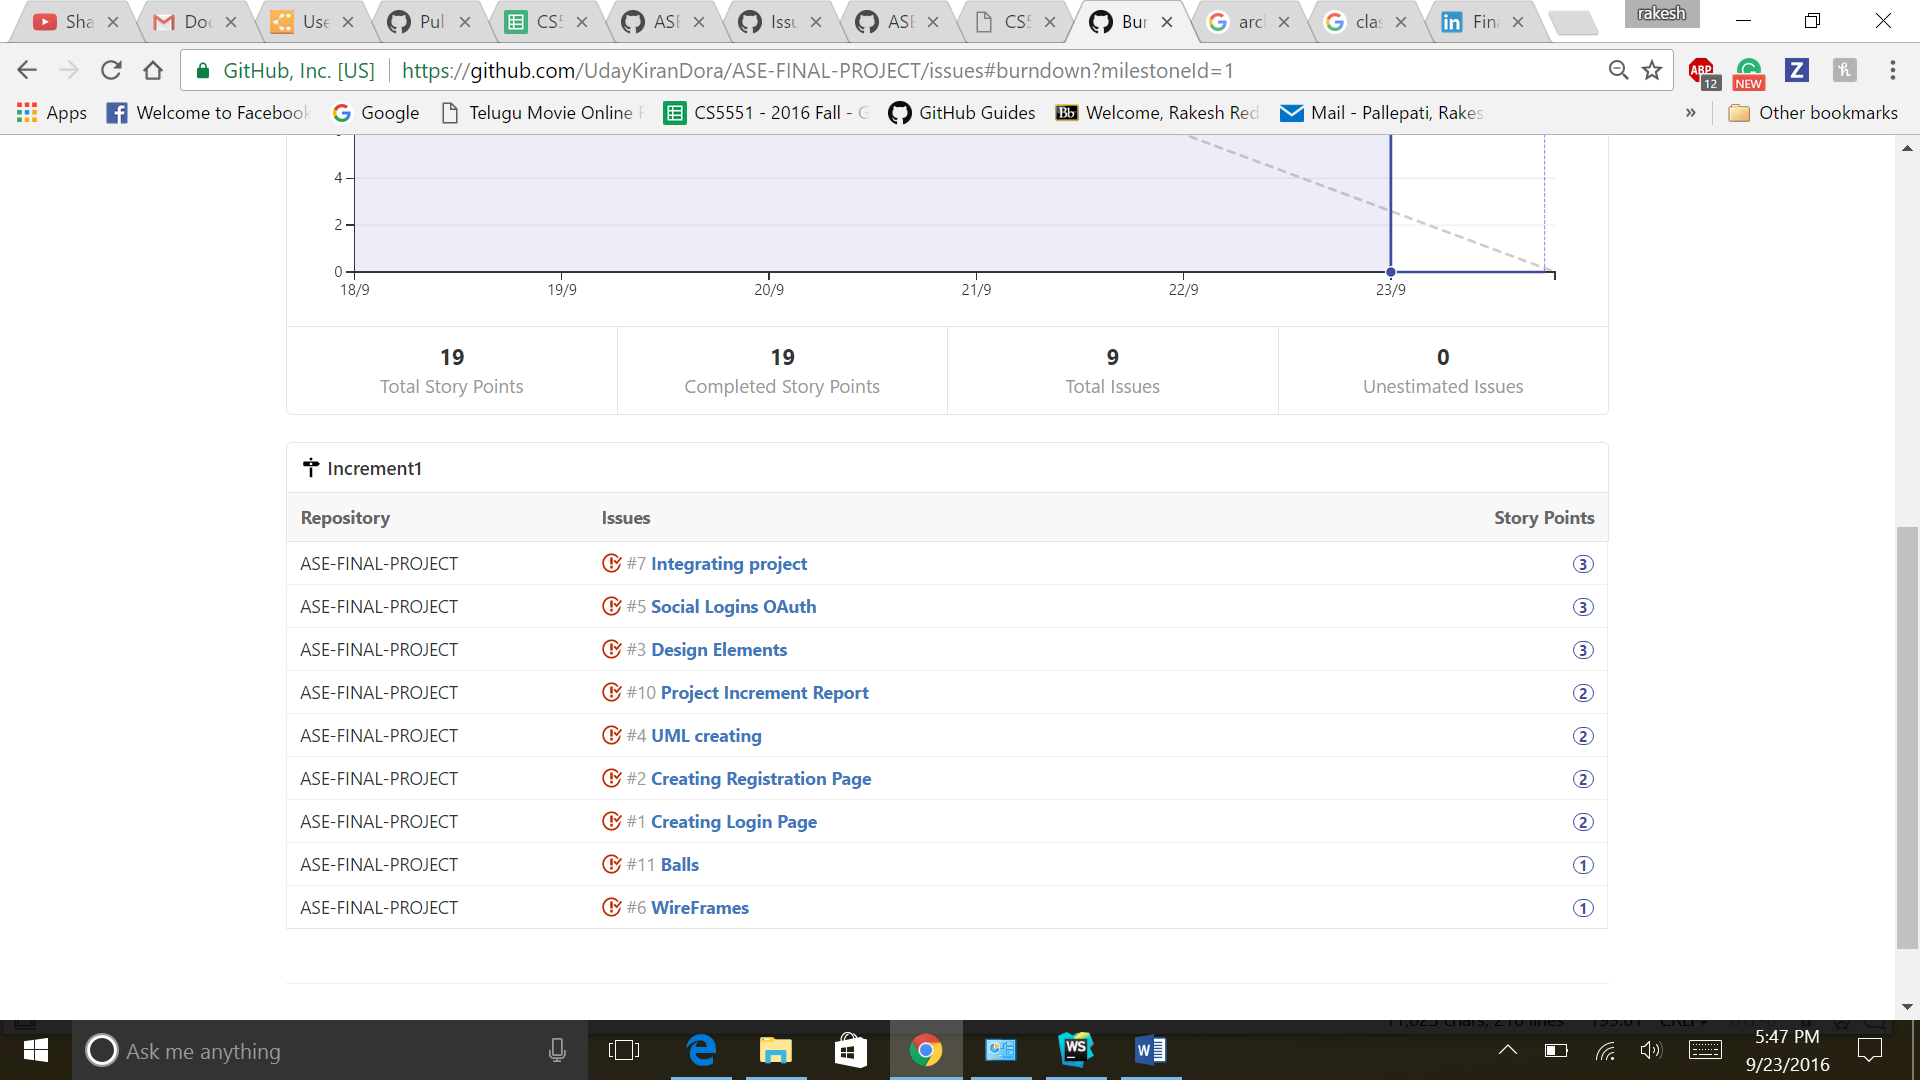 Sha Doc Use Pul CS5 ASE Issu ASE CS5 Bur arc clas Fina rakesh
GitHub, Inc. [US] https://github.com/UdayKiranDora/ASE-FINAL-PROJECT/issues#burndown?milestoneId=1 ABP 12 NEW Z h
Apps Welcome to Facebook Google Telugu Movie Online CS5551 - 2016 Fall - G GitHub Guides Bb Welcome, Rakesh Red Mail - Pallepati, Rakes » Other bookmarks
4
2
0
18/9 19/9 20/9 21/9 22/9 23/9
19 19 9 0
Total Story Points Completed Story Points Total Issues Unestimated Issues
Increment1
Repository Issues Story Points
ASE-FINAL-PROJECT #7 Integrating project 3
ASE-FINAL-PROJECT #5 Social Logins OAuth 3
ASE-FINAL-PROJECT #3 Design Elements 3
ASE-FINAL-PROJECT #10 Project Increment Report 2
ASE-FINAL-PROJECT #4 UML creating 2
ASE-FINAL-PROJECT #2 Creating Registration Page 2
ASE-FINAL-PROJECT #1 Creating Login Page 2
ASE-FINAL-PROJECT #11 Balls 1
ASE-FINAL-PROJECT #6 WireFrames 1
Ask me anything WS 5:47 PM
9/23/2016